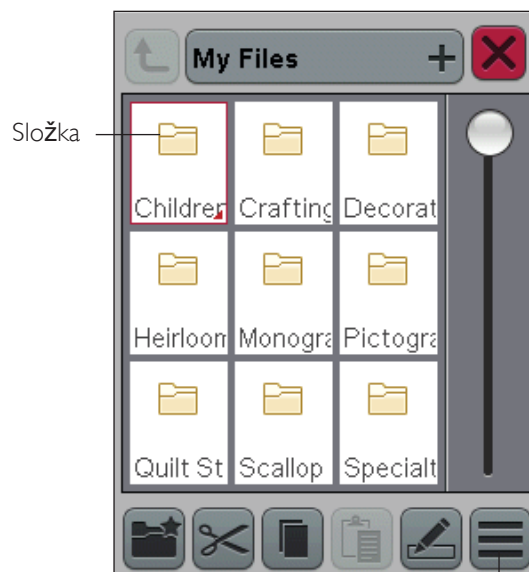 My Files
Složka
Children Crafting Decorat
Heirloom Monogra Pictogra
Quilt St Scallop Specialt